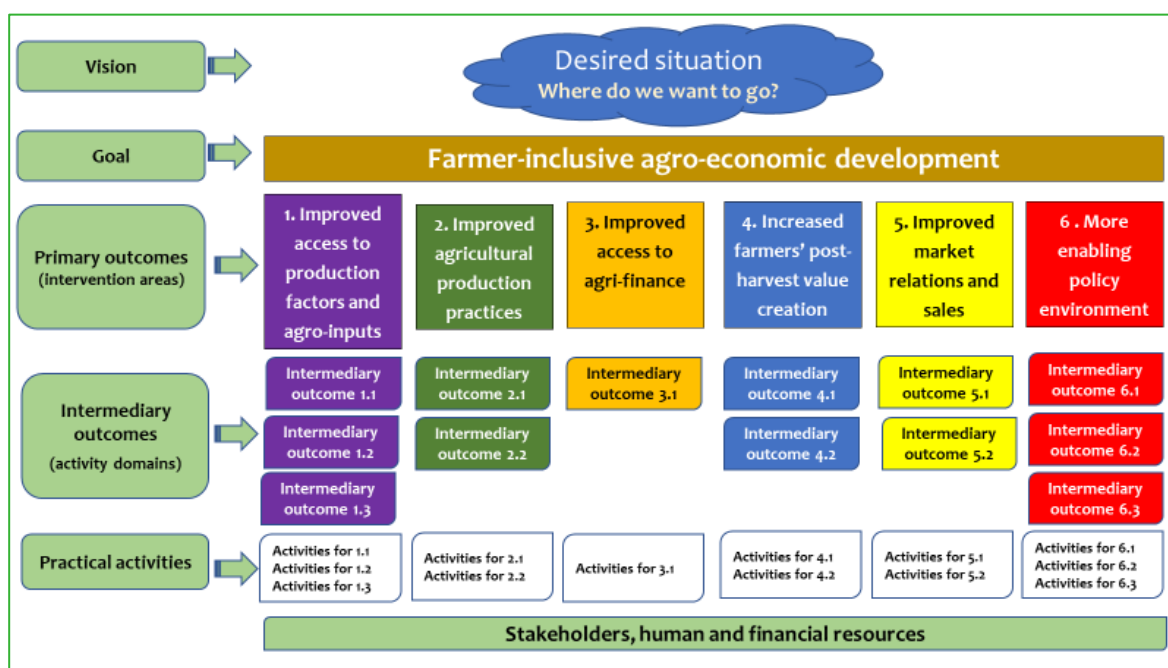 Vision
Desired situation
Where do we want to go?
Goal
Farmer-inclusive agro-economic development
Primary outcomes
(intervention areas)
1. Improved
access to
production
factors and
agro-inputs
2. Improved
agricultural
production
practices
3. Improved
access to
agri-finance
4. Increased
farmers' post-
harvest value
creation
5. Improved
market
relations and
sales
6 . More
enabling
policy
environment
Intermediary
outcomes
(activity domains)
Intermediary
outcome 1.1
Intermediary
outcome 2.1
Intermediary
outcome 3.1
Intermediary
outcome 4.1
Intermediary
outcome 5.1
Intermediary
outcome 6.1
Intermediary
outcome 1.2
Intermediary
outcome 2.2
Intermediary
outcome 4.2
Intermediary
outcome 5.2
Intermediary
outcome 6.2
Intermediary
outcome 1.3
Intermediary
outcome 6.3
Practical activities
Activities for 1.1
Activities for 1.2
Activities for 1.3
Activities for 2.1
Activities for 2.2
Activities for 3.1
Activities for 4.1
Activities for 4.2
Activities for 5.1
Activities for 5.2
Activities for 6.1
Activities for 6.2
Activities for 6.3
Stakeholders, human and financial resources